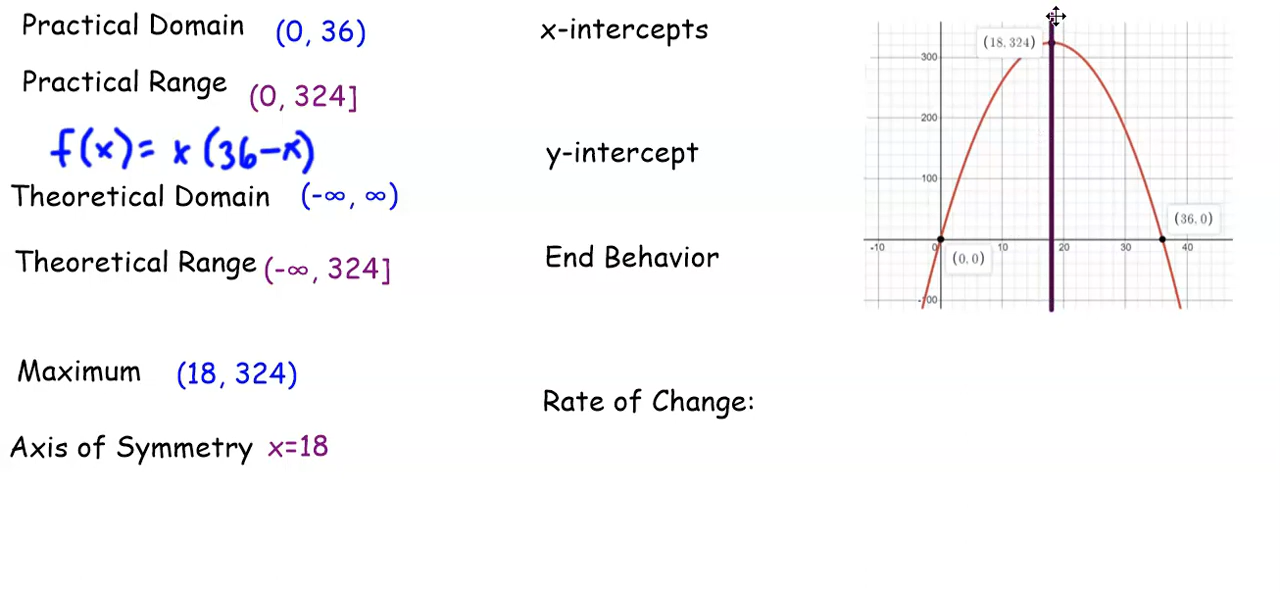 Practical Domain (0, 36)
Practical Range (0, 324]
f(x)= x (36-x)
Theoretical Domain (-∞, ∞)
Theoretical Range (-∞, 324]
Maximum (18, 324)
Axis of Symmetry x=18
x-intercepts
y-intercept
End Behavior
Rate of Change:
(18, 324)
300
200
100
(36, 0)
-10 0 10 20 30 40
(0, 0)
-100